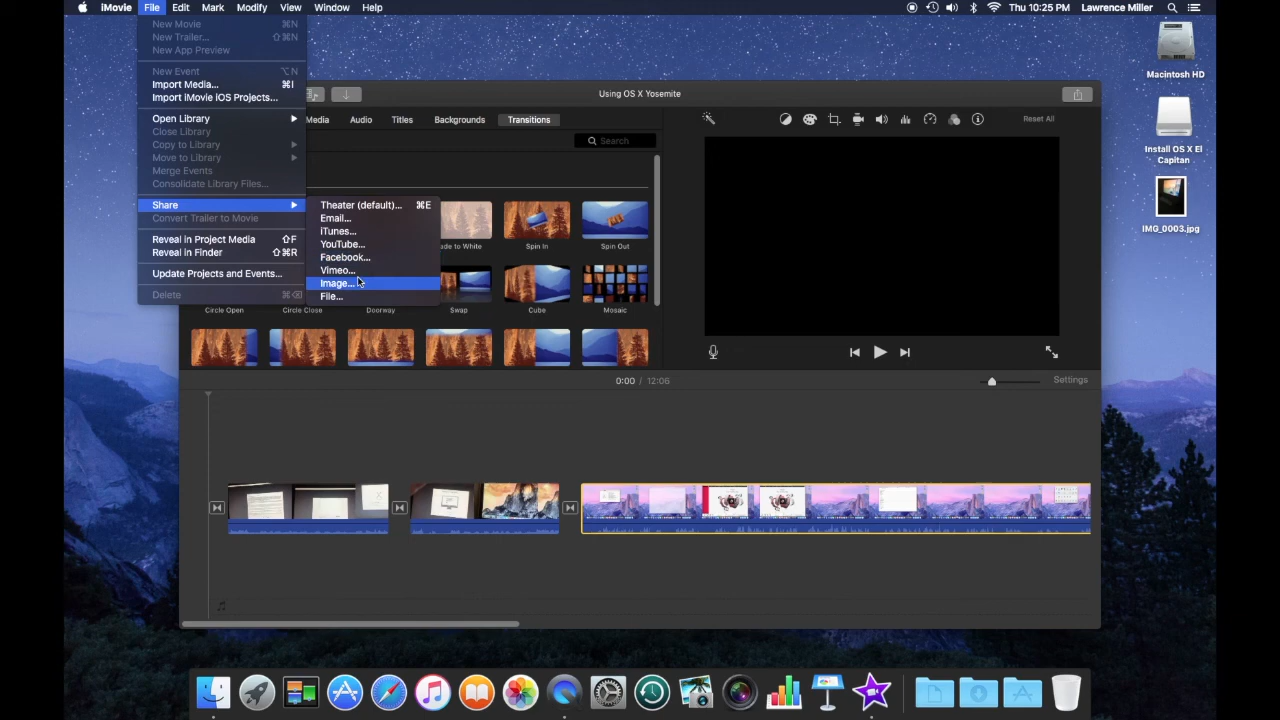 iMovie File Edit Mark Modify View Window Help Thu 10:25 PM Lawrence Miller
New Movie ⌘N
New Trailer... ⇧⌘N
New App Preview
New Event ⌥N
Import Media... ⌘I
Import iMovie iOS Projects...
Open Library
Close Library
Copy to Library
Move to Library
Merge Events
Consolidate Library Files...
Share
Convert Trailer to Movie
Reveal in Project Media ⇧F
Reveal in Finder ⇧⌘R
Update Projects and Events...
Delete ⌘⌫
Theater (default)... ⌘E
Email...
iTunes...
YouTube...
Facebook...
Vimeo...
Image...
File...
Using OS X Yosemite
Media Audio Titles Backgrounds Transitions
Reset All
Search
to White Spin In Spin Out
Circle Open Circle Close Doorway Swap Cube Mosaic
0:00 / 12:06
Settings
Macintosh HD
Install OS X El
Capitan
IMG_0003.jpg